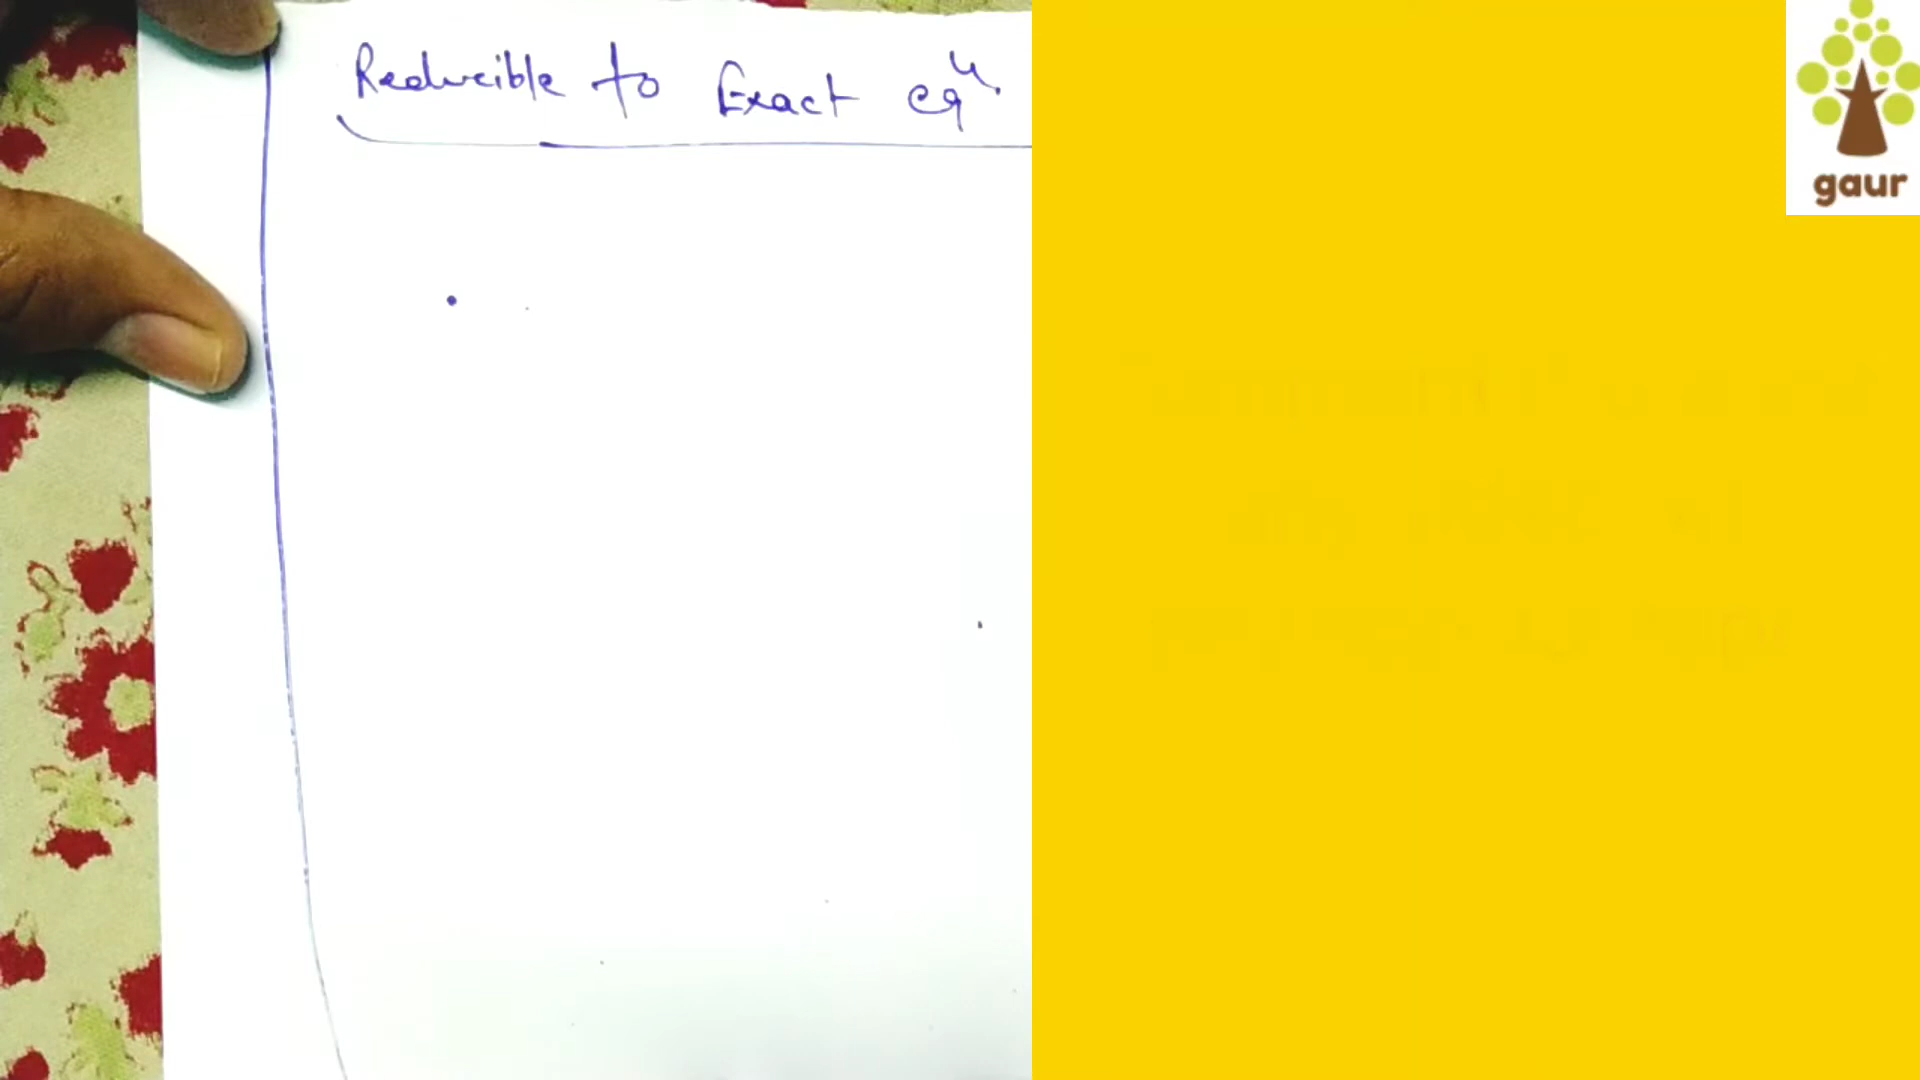 Reducible to Exact eqn.
gaur